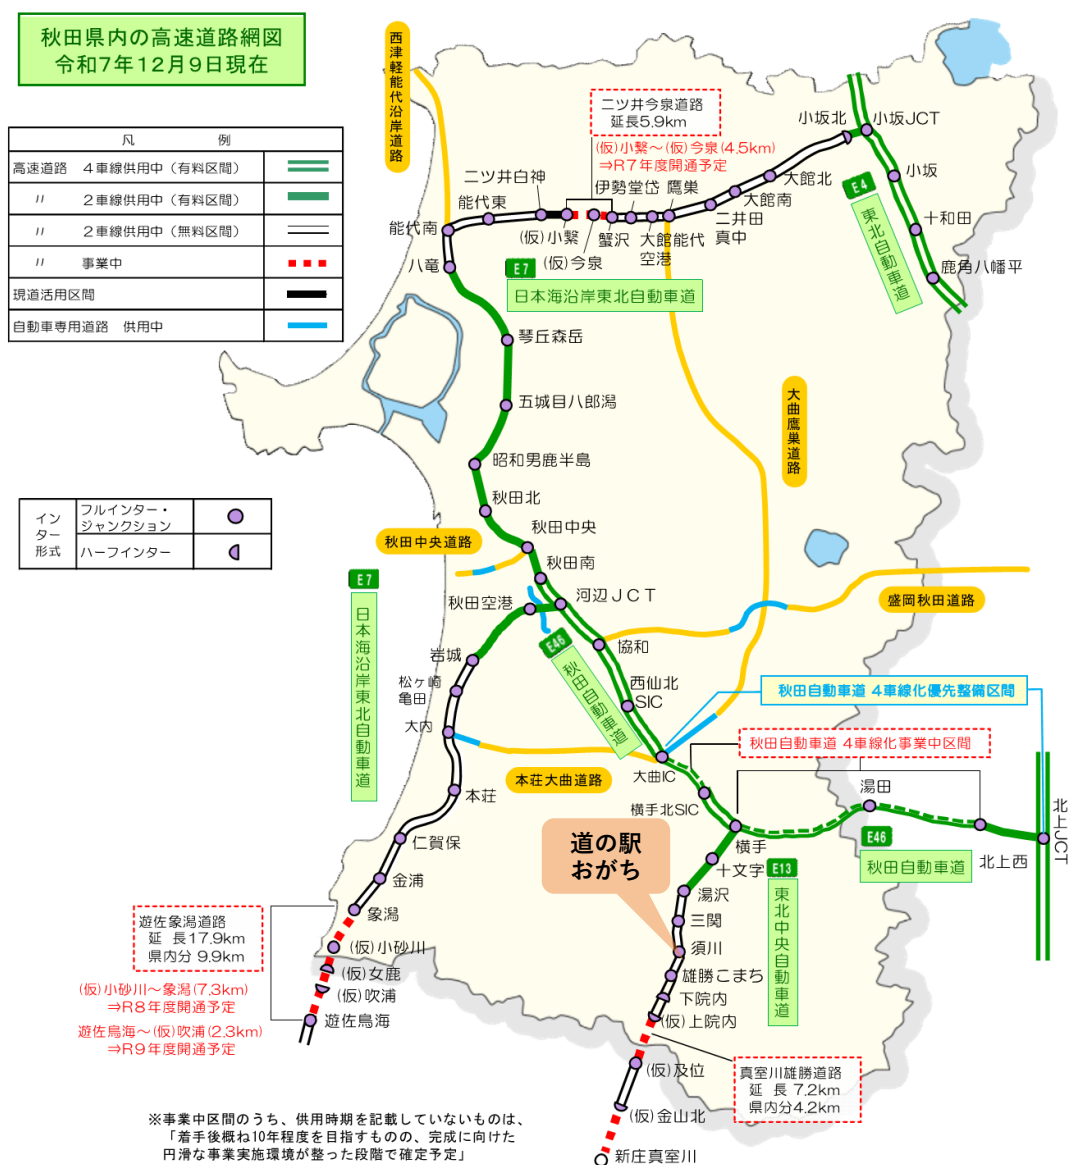 秋田県内の高速道路網図
令和7年12月9日現在
凡　例
高速道路　4車線供用中（有料区間）
〃　2車線供用中（有料区間）
〃　2車線供用中（無料区間）
〃　事業中
現道活用区間
自動車専用道路　供用中
インター形式
フルインター・ジャンクション
ハーフインター
西津軽能代沿岸道路
二ツ井今泉道路
延長5.9km
(仮)小繋～(仮)今泉(4.5km)
⇒R7年度開通予定
小坂北
小坂JCT
小坂
十和田
鹿角八幡平
E4
東北自動車道
大館北
大館南
二井田真中
鷹巣
伊勢堂岱
大館能代空港
蟹沢
(仮)今泉
(仮)小繋
二ツ井白神
能代東
能代南
八竜
E7
日本海沿岸東北自動車道
琴丘森岳
五城目八郎潟
昭和男鹿半島
秋田北
秋田中央
秋田中央道路
秋田南
河辺JCT
秋田空港
大曲鷹巣道路
盛岡秋田道路
E7
日本海沿岸東北自動車道
岩城
松ヶ崎亀田
大内
本荘
仁賀保
金浦
象潟
(仮)小砂川
(仮)女鹿
(仮)吹浦
遊佐鳥海
E46
秋田自動車道
協和
西仙北SIC
大曲IC
本荘大曲道路
横手北SIC
秋田自動車道 4車線化優先整備区間
秋田自動車道 4車線化事業中区間
湯田
北上西
北上JCT
E46
秋田自動車道
横手
十文字
E13
東北中央自動車道
道の駅
おがち
湯沢
三関
須川
雄勝こまち
下院内
(仮)上院内
(仮)及位
(仮)金山北
新庄真室川
遊佐象潟道路
延 長17.9km
県内分 9.9km
(仮)小砂川～象潟(7.3km)
⇒R8年度開通予定
遊佐鳥海～(仮)吹浦(2.3km)
⇒R9年度開通予定
真室川雄勝道路
延 長 7.2km
県内分4.2km
※事業中区間のうち、供用時期を記載していないものは、
「着手後概ね10年程度を目指すものの、完成に向けた
円滑な事業実施環境が整った段階で確定予定」